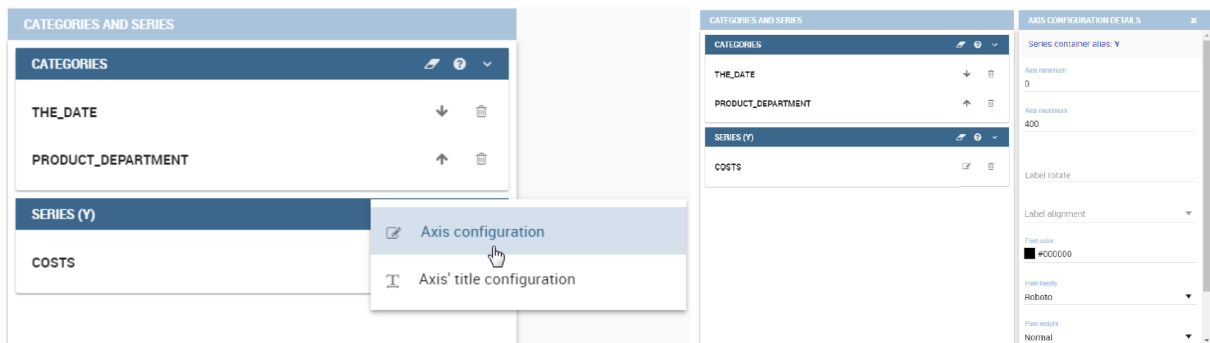 CATEGORIES AND SERIES
CATEGORIES
THE_DATE
PRODUCT_DEPARTMENT
SERIES (Y)
COSTS
Axis configuration
Axis' title configuration
CATEGORIES AND SERIES
CATEGORIES
THE_DATE
PRODUCT_DEPARTMENT
SERIES (Y)
COSTS
AXIS CONFIGURATION DETAILS
Series container alias: Y
Axis minimum
0
Axis maximum
400
Label rotate
Label alignment
Font color
#000000
Font family
Roboto
Font weight
Normal